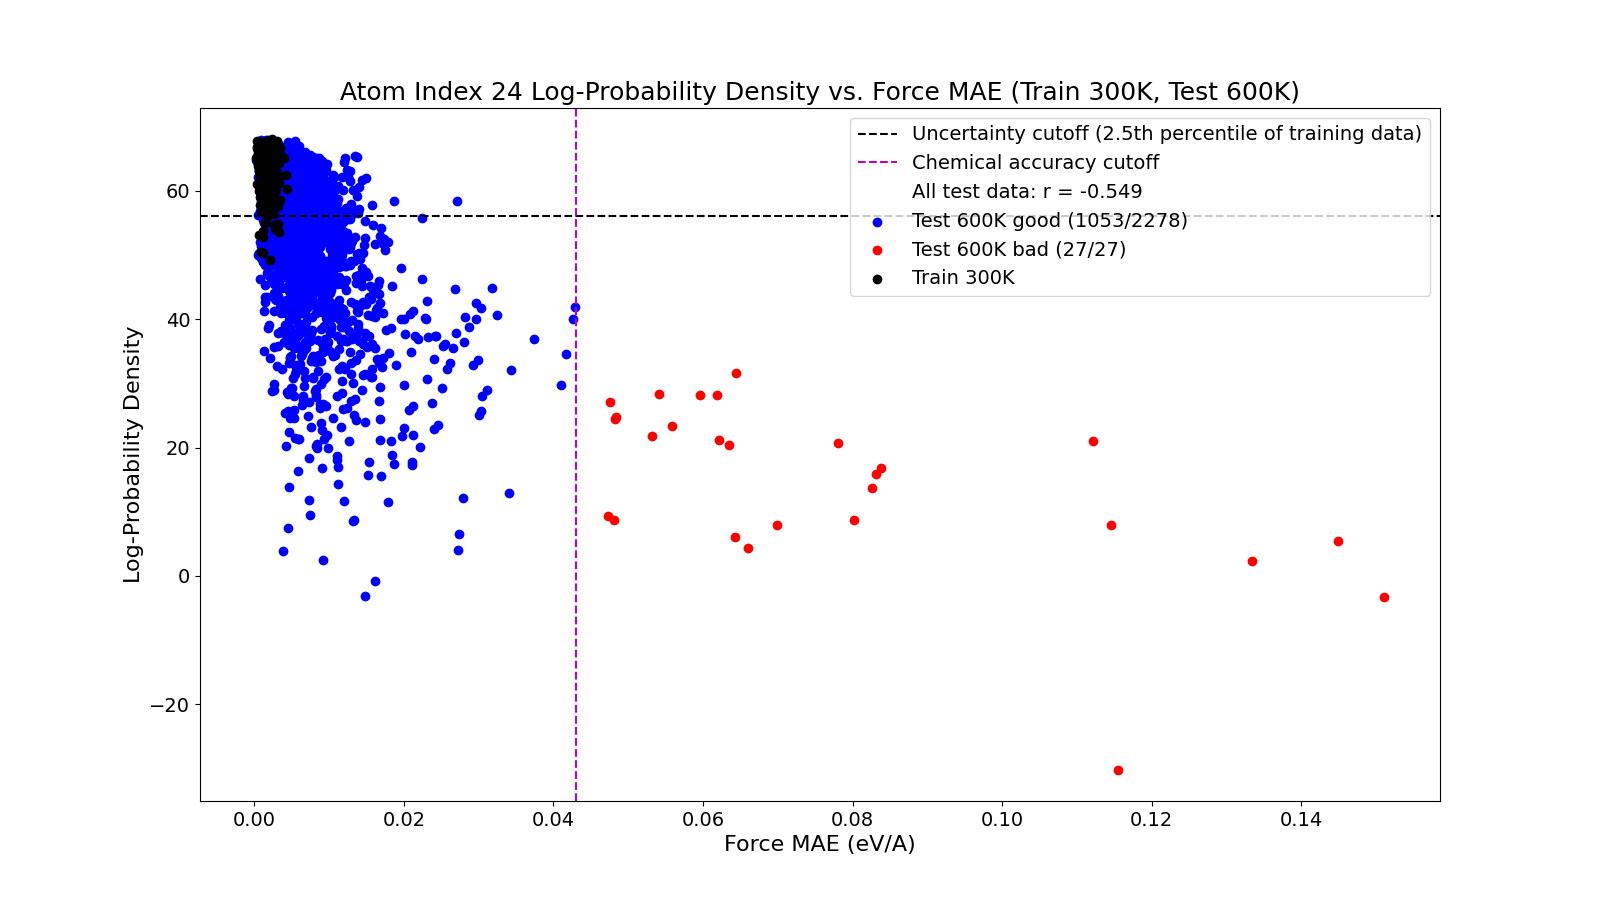 Atom Index 24 Log-Probability Density vs. Force MAE (Train 300K, Test 600K)
Uncertainty cutoff (2.5th percentile of training data)
Chemical accuracy cutoff
All test data: r = -0.549
Test 600K good (1053/2278)
Test 600K bad (27/27)
Train 300K
Log-Probability Density
60
40
20
0
−20
0.00 0.02 0.04 0.06 0.08 0.10 0.12 0.14
Force MAE (eV/A)